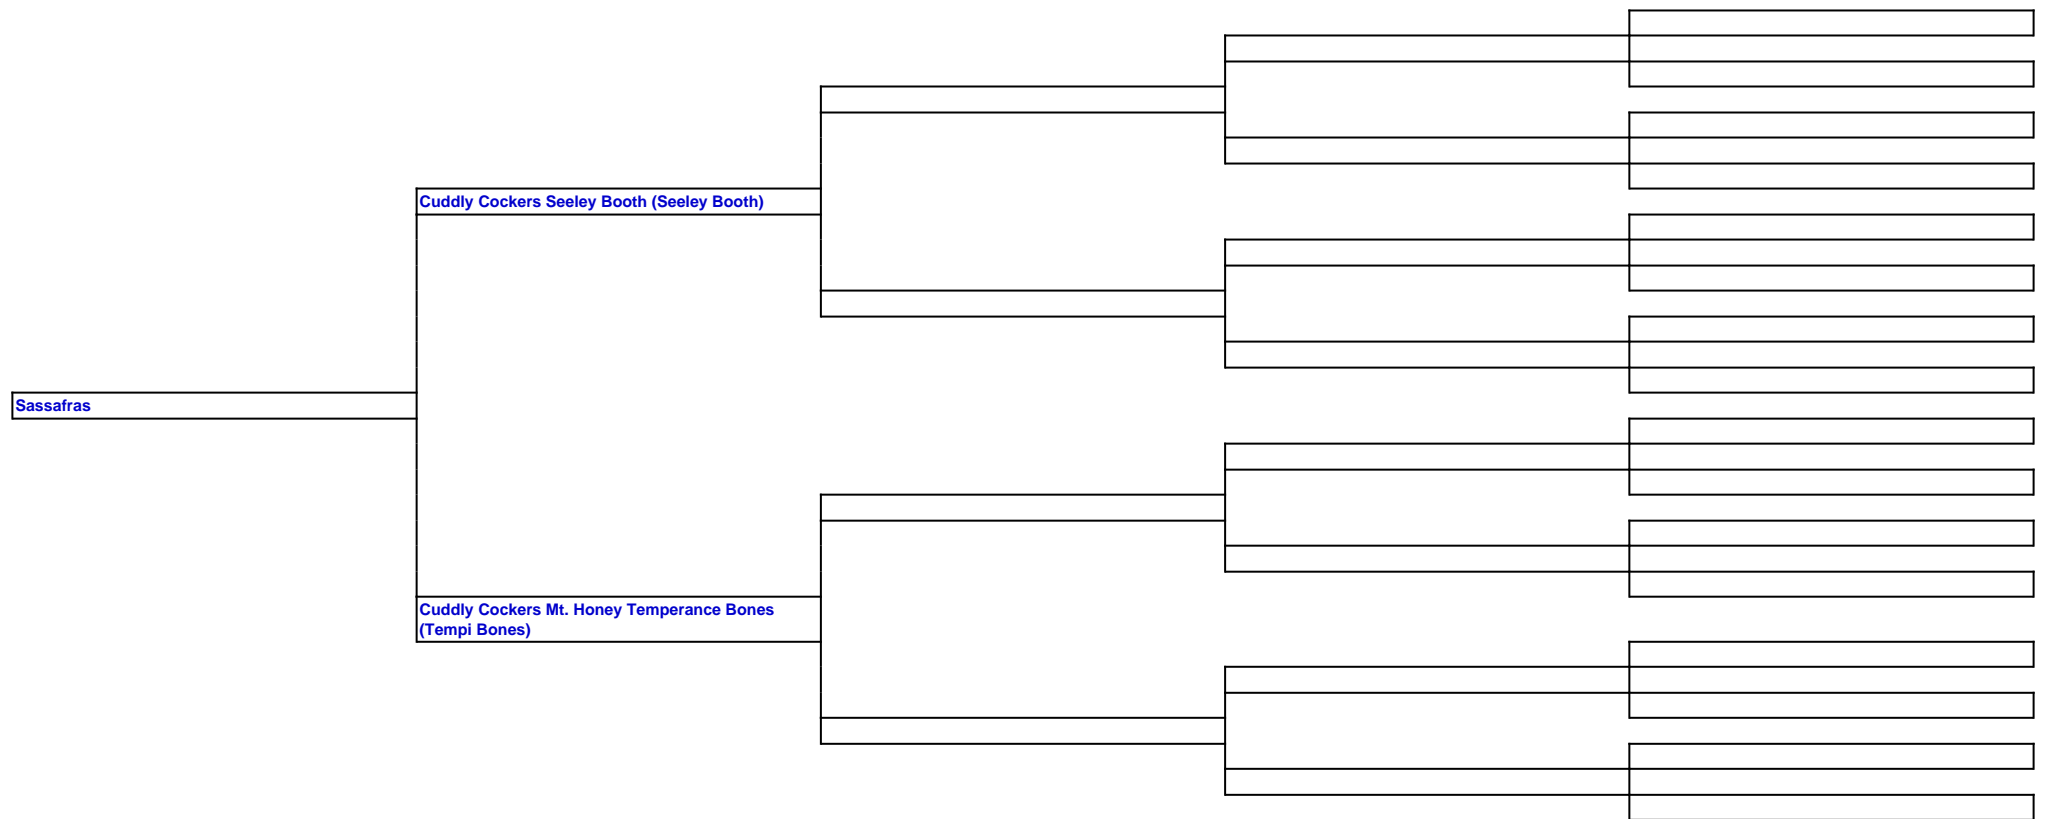 Cuddly Cockers Seeley Booth (Seeley Booth)
Sassafras
Cuddly Cockers Mt. Honey Temperance Bones
(Tempi Bones)